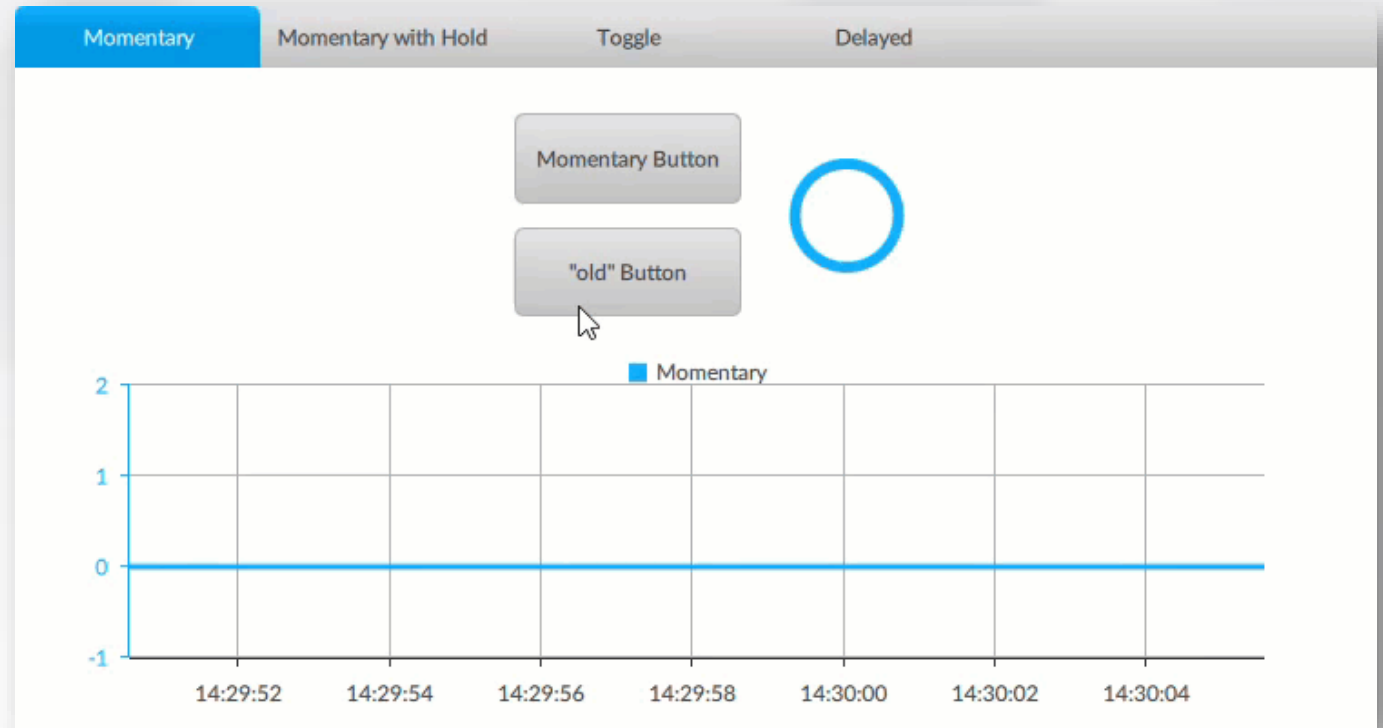 Momentary Momentary with Hold Toggle Delayed
Momentary Button
"old" Button
Momentary
2
1
0
-1
14:29:52 14:29:54 14:29:56 14:29:58 14:30:00 14:30:02 14:30:04